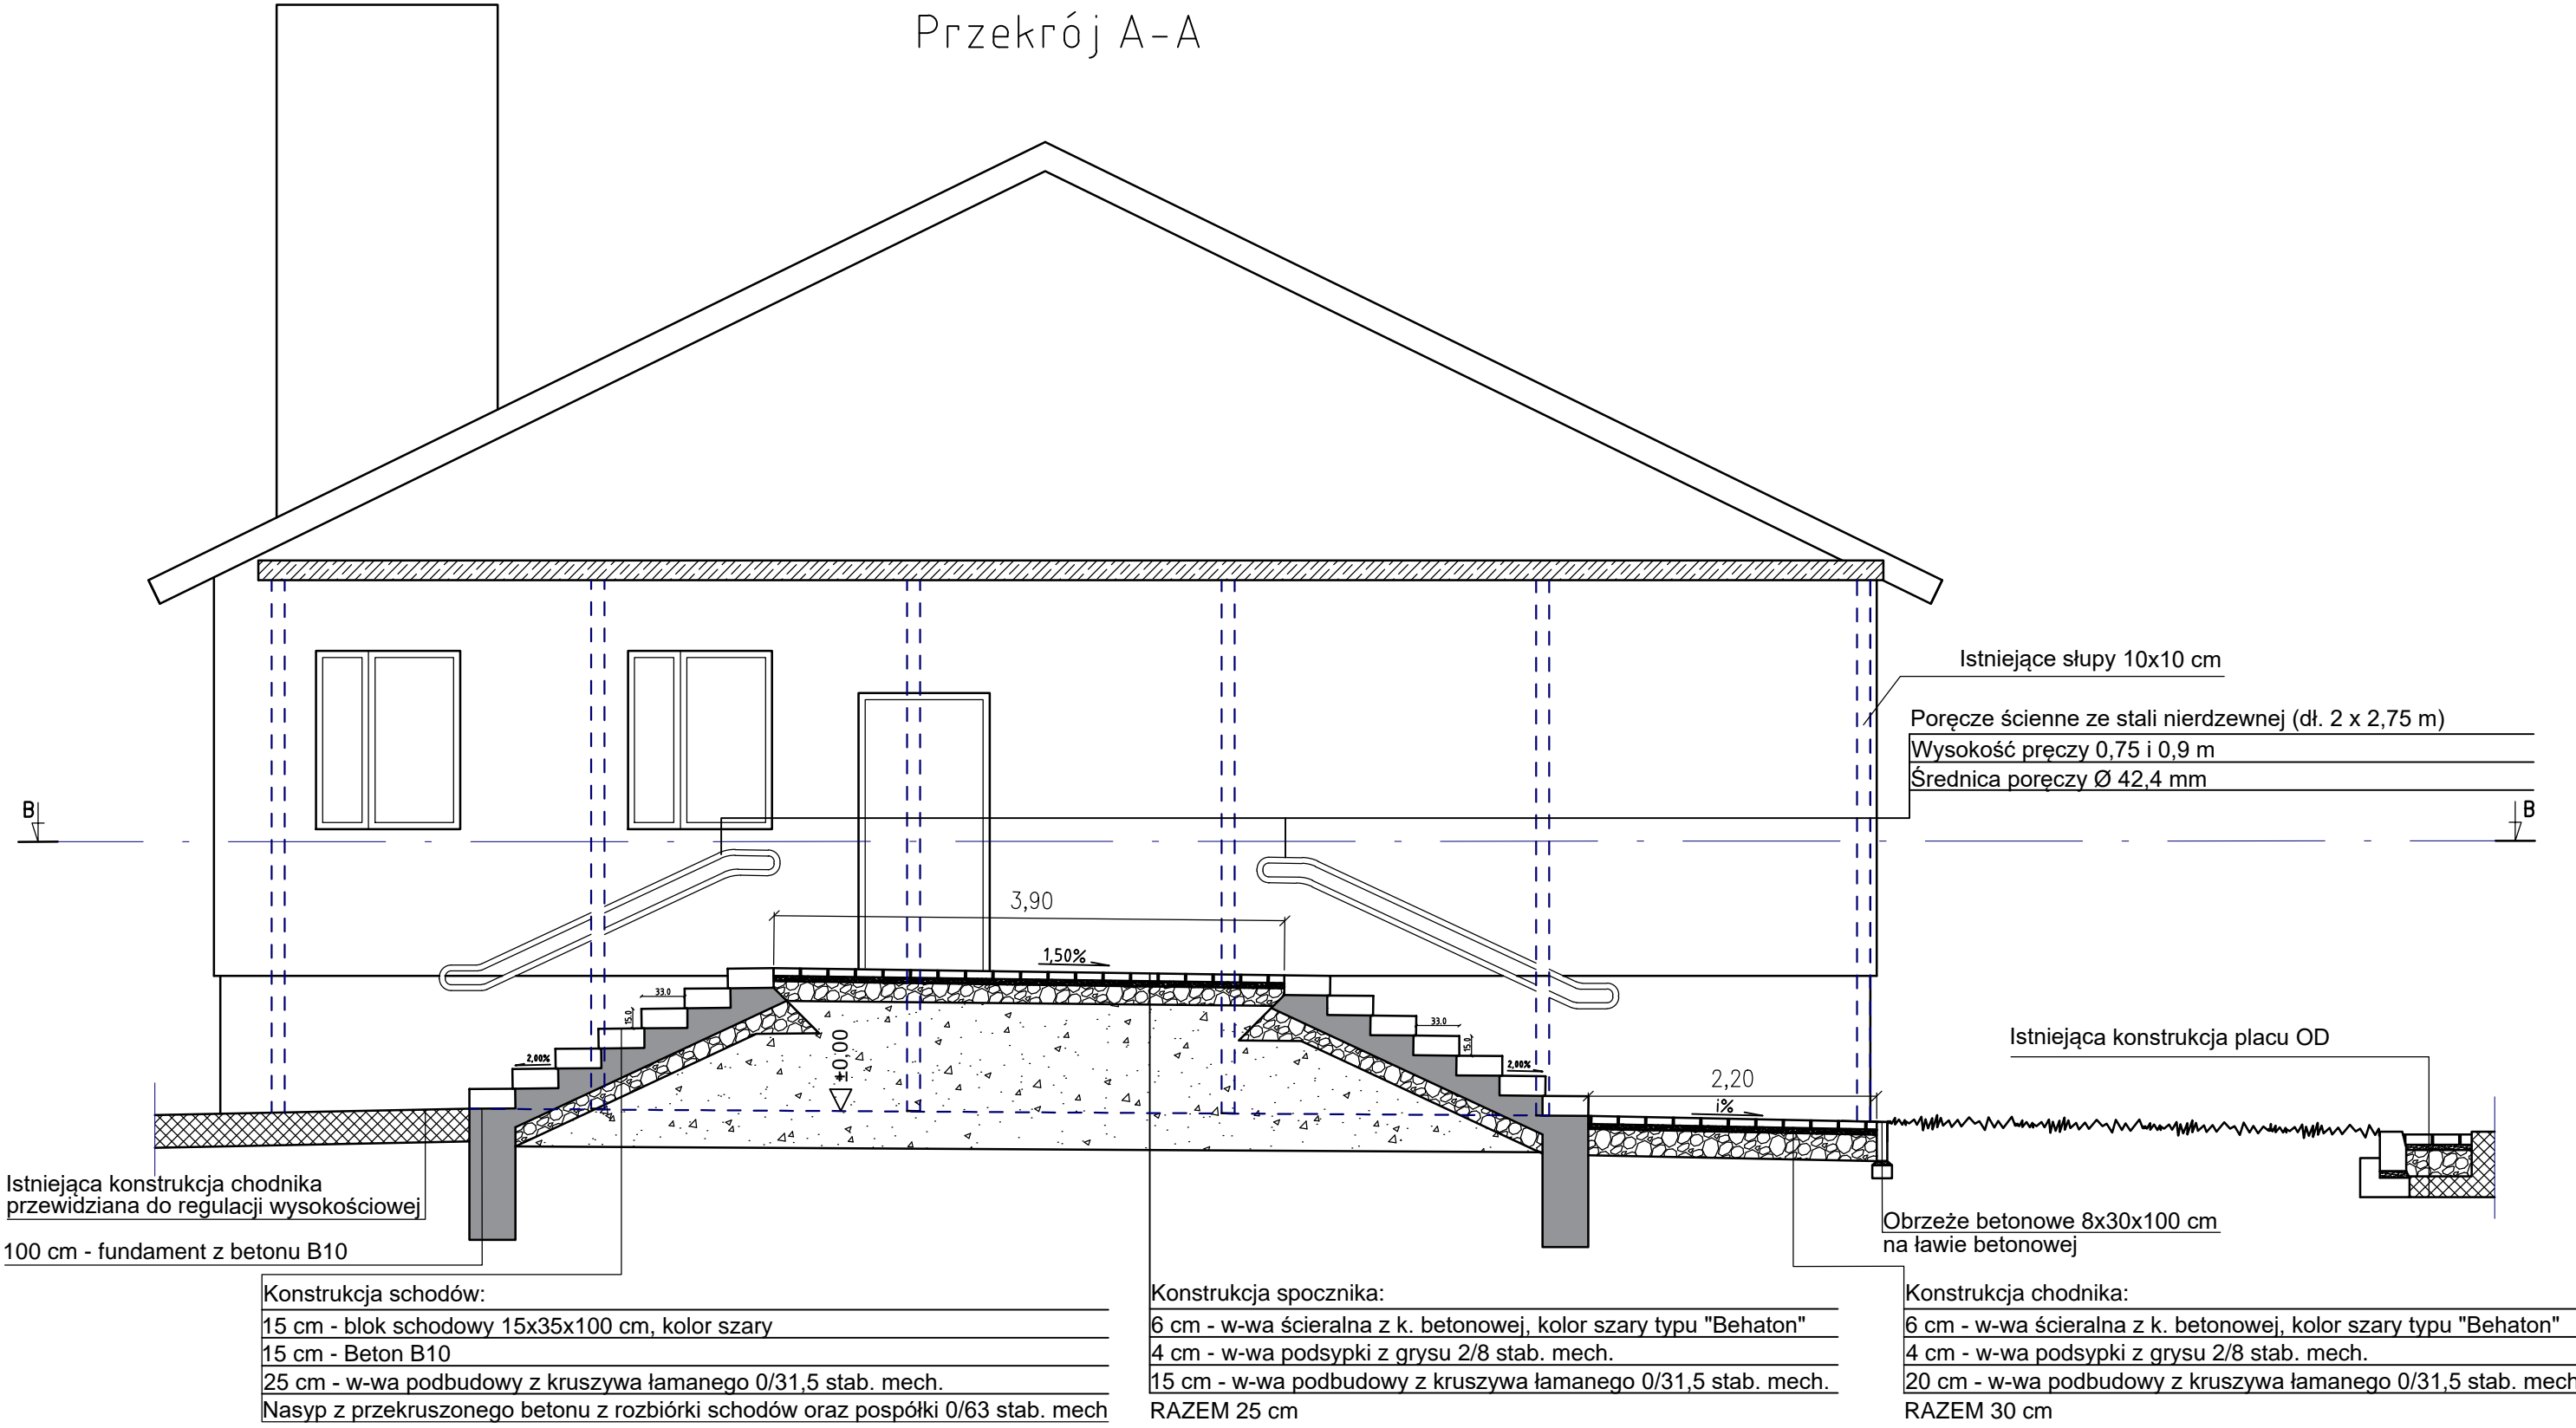 Przekrój A-A
Istniejące słupy 10x10 cm
Poręcze ścienne ze stali nierdzewnej (dł. 2 x 2,75 m)
Wysokość pręczy 0,75 i 0,9 m
Średnica poręczy Ø 42,4 mm
B
B
3,90
1,50%
33.0
15.0
2,00%
±0,00
33.0
15.0
2,00%
2,20
i%
Istniejąca konstrukcja placu OD
Istniejąca konstrukcja chodnika
przewidziana do regulacji wysokościowej
100 cm - fundament z betonu B10
Obrzeże betonowe 8x30x100 cm
na ławie betonowej
Konstrukcja schodów:
15 cm - blok schodowy 15x35x100 cm, kolor szary
15 cm - Beton B10
25 cm - w-wa podbudowy z kruszywa łamanego 0/31,5 stab. mech.
Nasyp z przekruszonego betonu z rozbiórki schodów oraz pospółki 0/63 stab. mech
Konstrukcja spocznika:
6 cm - w-wa ścieralna z k. betonowej, kolor szary typu "Behaton"
4 cm - w-wa podsypki z grysu 2/8 stab. mech.
15 cm - w-wa podbudowy z kruszywa łamanego 0/31,5 stab. mech.
RAZEM 25 cm
Konstrukcja chodnika:
6 cm - w-wa ścieralna z k. betonowej, kolor szary typu "Behaton"
4 cm - w-wa podsypki z grysu 2/8 stab. mech.
20 cm - w-wa podbudowy z kruszywa łamanego 0/31,5 stab. mech
RAZEM 30 cm